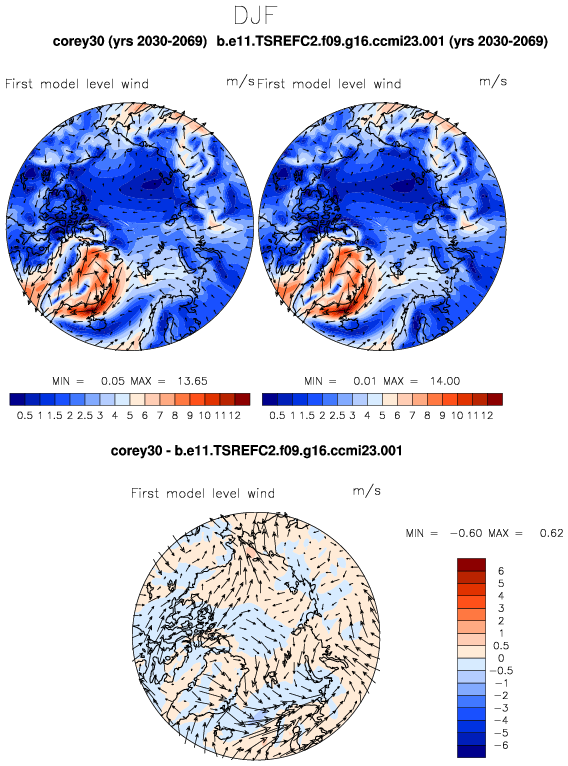 DJF
corey30 (yrs 2030-2069) b.e11.TSREFC2.f09.g16.ccmi23.001 (yrs 2030-2069)
First model level wind m/s First model level wind m/s
MIN = 0.05 MAX = 13.65 MIN = 0.01 MAX = 14.00
0.5 1 1.5 2 2.5 3 4 5 6 7 8 9 10 11 12 0.5 1 1.5 2 2.5 3 4 5 6 7 8 9 10 11 12
corey30 - b.e11.TSREFC2.f09.g16.ccmi23.001
First model level wind m/s
MIN = -0.60 MAX = 0.62
6
5
4
3
2
1
0.5
0
-0.5
-1
-2
-3
-4
-5
-6